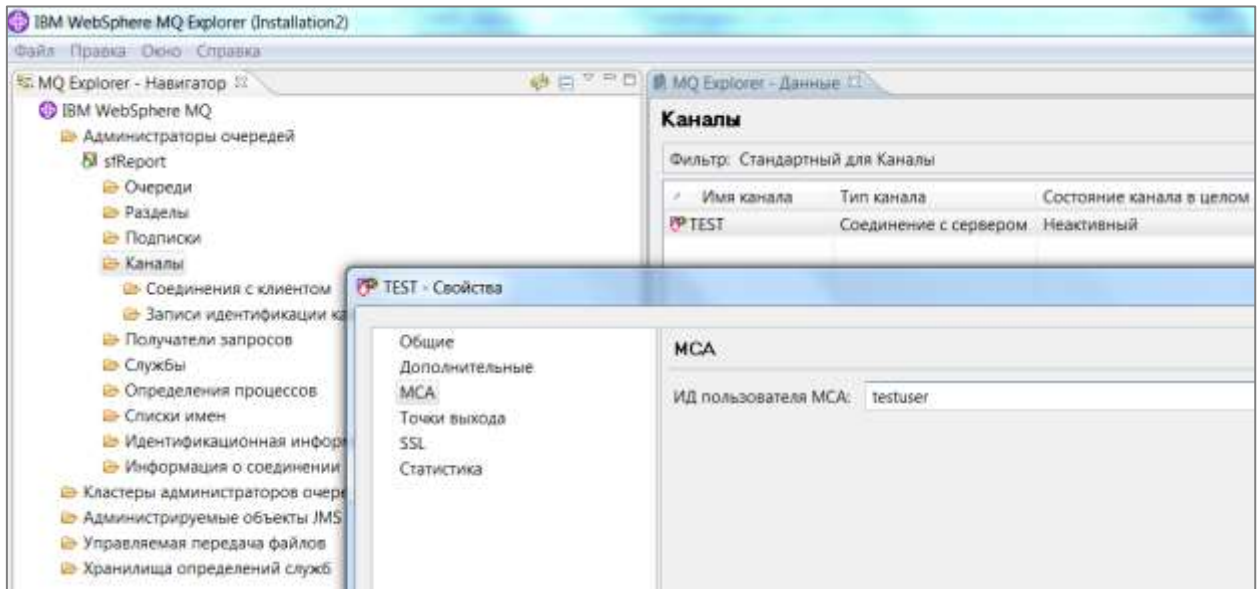 IBM WebSphere MQ Explorer (Installation2)
Файл Правка Окно Справка
MQ Explorer - Навигатор
IBM WebSphere MQ
Администраторы очередей
sfReport
Очереди
Разделы
Подписки
Каналы
Соединения с клиентом
Записи идентификации ка
Получатели запросов
Службы
Определения процессов
Списки имен
Идентификационная инфор
Информация о соединении
Кластеры администраторов очере
Администрируемые объекты JMS
Управляемая передача файлов
Хранилища определений служб
MQ Explorer - Данные
Каналы
Фильтр: Стандартный для Каналы
Имя канала Тип канала Состояние канала в целом
TEST Соединение с сервером Неактивный
TEST - Свойства
Общие
Дополнительные
MCA
Точки выхода
SSL
Статистика
MCA
ИД пользователя MCA: testuser